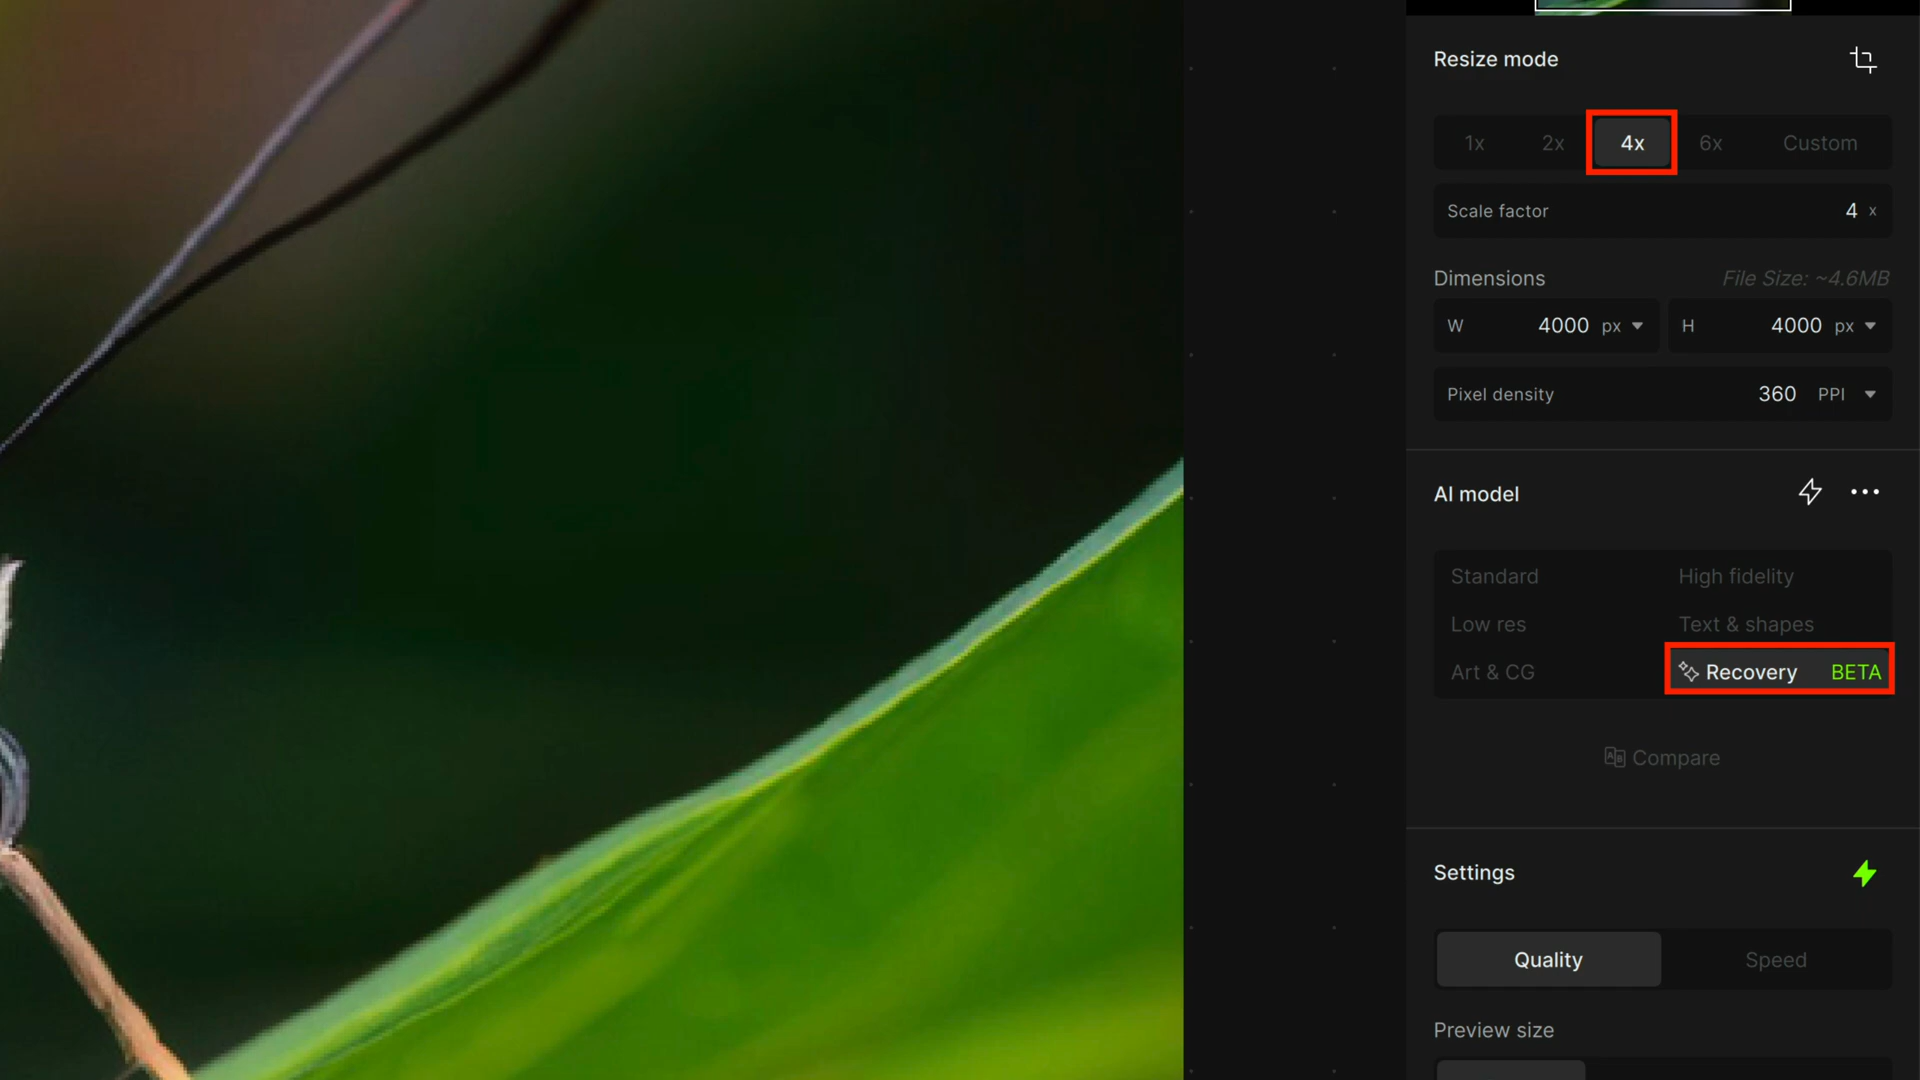 Resize mode
1x 2x 4x 6x Custom
Scale factor 4 x
Dimensions File Size: ~4.6MB
W 4000 px H 4000 px
Pixel density 360 PPI
AI model
Standard High fidelity
Low res Text & shapes
Art & CG Recovery BETA
Compare
Settings
Quality Speed
Preview size